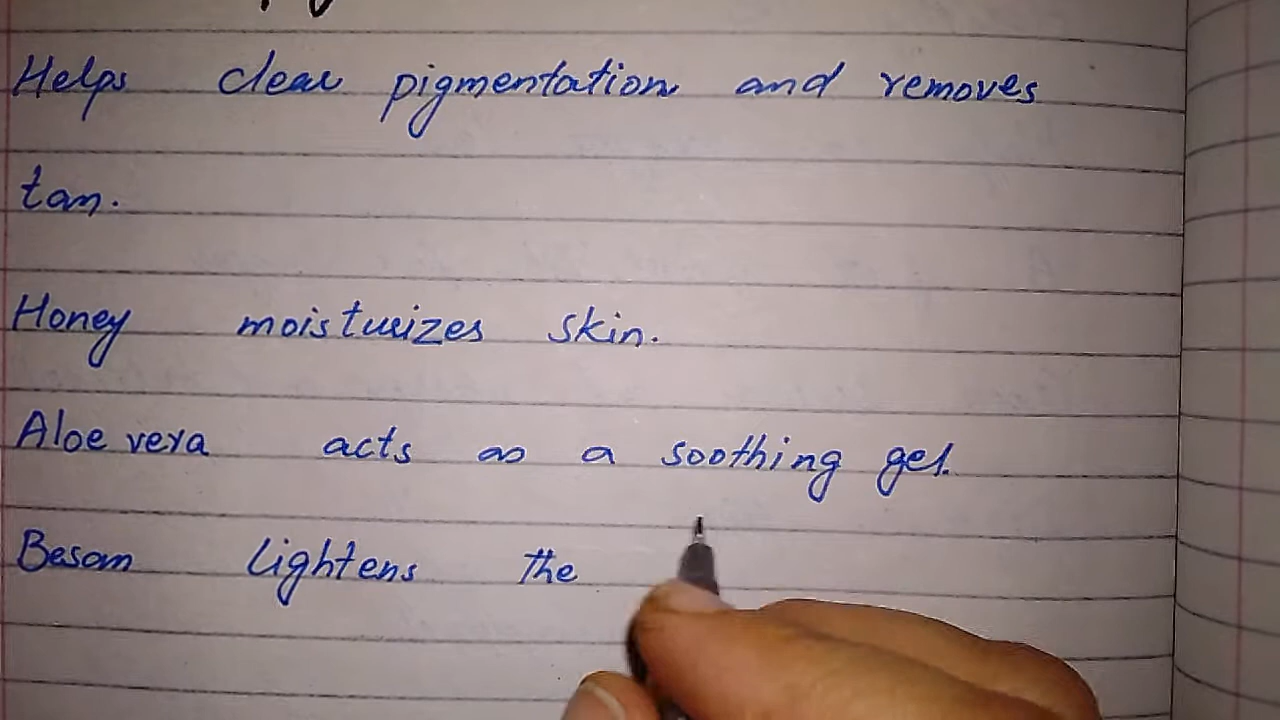 Helps clear pigmentation and removes
tan.
Honey moisturizes skin.
Aloe vera acts as a soothing gel.
Besan lightens the